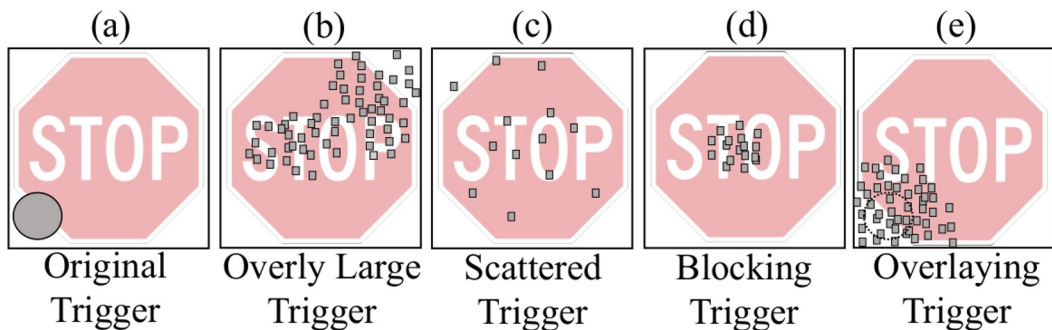 (a) (b) (c) (d) (e)
STOP STOP STOP STOP STOP
Original Overly Large Scattered Blocking Overlaying
Trigger Trigger Trigger Trigger Trigger